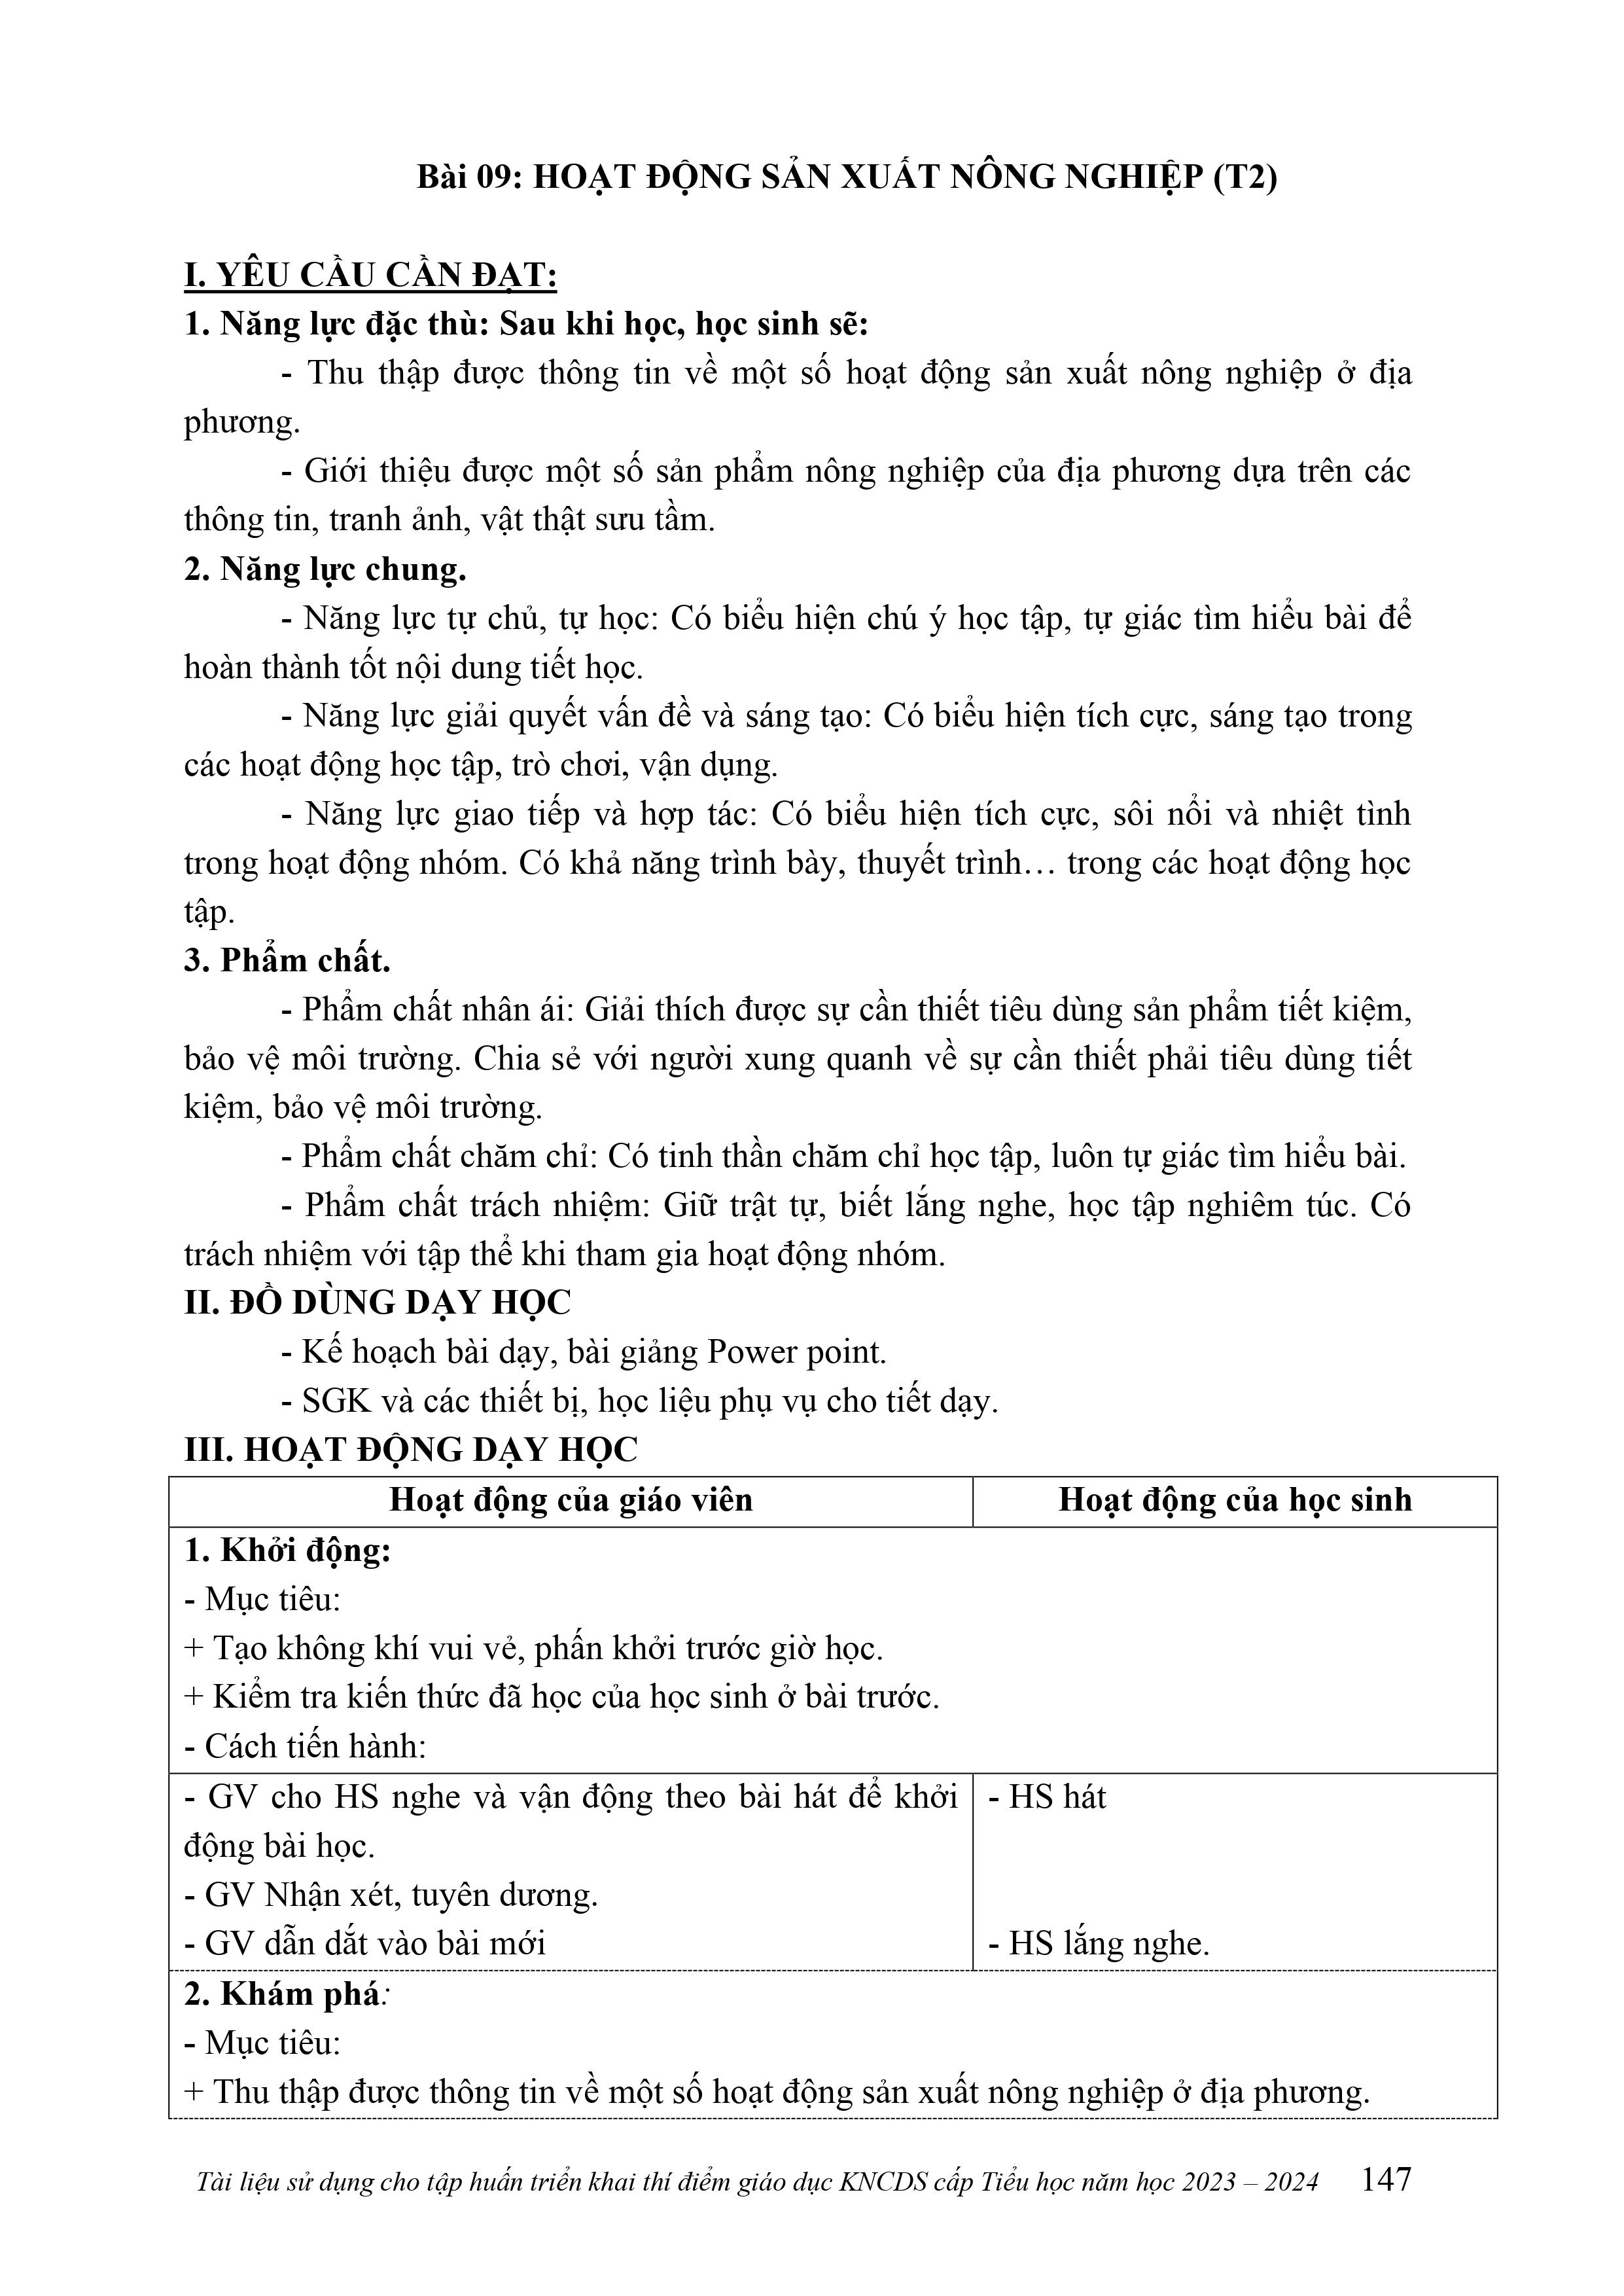 Bài 09: HOẠT ĐỘNG SẢN XUẤT NÔNG NGHIỆP (T2)
I. YÊU CẦU CẦN ĐẠT:
1. Năng lực đặc thù: Sau khi học, học sinh sẽ:
- Thu thập được thông tin về một số hoạt động sản xuất nông nghiệp ở địa
phương.
- Giới thiệu được một số sản phẩm nông nghiệp của địa phương dựa trên các
thông tin, tranh ảnh, vật thật sưu tầm.
2. Năng lực chung.
- Năng lực tự chủ, tự học: Có biểu hiện chú ý học tập, tự giác tìm hiểu bài để
hoàn thành tốt nội dung tiết học.
- Năng lực giải quyết vấn đề và sáng tạo: Có biểu hiện tích cực, sáng tạo trong
các hoạt động học tập, trò chơi, vận dụng.
- Năng lực giao tiếp và hợp tác: Có biểu hiện tích cực, sôi nổi và nhiệt tình
trong hoạt động nhóm. Có khả năng trình bày, thuyết trình… trong các hoạt động học
tập.
3. Phẩm chất.
- Phẩm chất nhân ái: Giải thích được sự cần thiết tiêu dùng sản phẩm tiết kiệm,
bảo vệ môi trường. Chia sẻ với người xung quanh về sự cần thiết phải tiêu dùng tiết
kiệm, bảo vệ môi trường.
- Phẩm chất chăm chỉ: Có tinh thần chăm chỉ học tập, luôn tự giác tìm hiểu bài.
- Phẩm chất trách nhiệm: Giữ trật tự, biết lắng nghe, học tập nghiêm túc. Có
trách nhiệm với tập thể khi tham gia hoạt động nhóm.
II. ĐỒ DÙNG DẠY HỌC
- Kế hoạch bài dạy, bài giảng Power point.
- SGK và các thiết bị, học liệu phụ vụ cho tiết dạy.
III. HOẠT ĐỘNG DẠY HỌC
Hoạt động của giáo viên
Hoạt động của học sinh
1. Khởi động:
- Mục tiêu:
+ Tạo không khí vui vẻ, phấn khởi trước giờ học.
+ Kiểm tra kiến thức đã học của học sinh ở bài trước.
- Cách tiến hành:
- GV cho HS nghe và vận động theo bài hát để khởi
động bài học.
- GV Nhận xét, tuyên dương.
- GV dẫn dắt vào bài mới
- HS hát
- HS lắng nghe.
2. Khám phá:
- Mục tiêu:
+ Thu thập được thông tin về một số hoạt động sản xuất nông nghiệp ở địa phương.
Tài liệu sử dụng cho tập huấn triển khai thí điểm giáo dục KNCDS cấp Tiểu học năm học 2023 – 2024 147